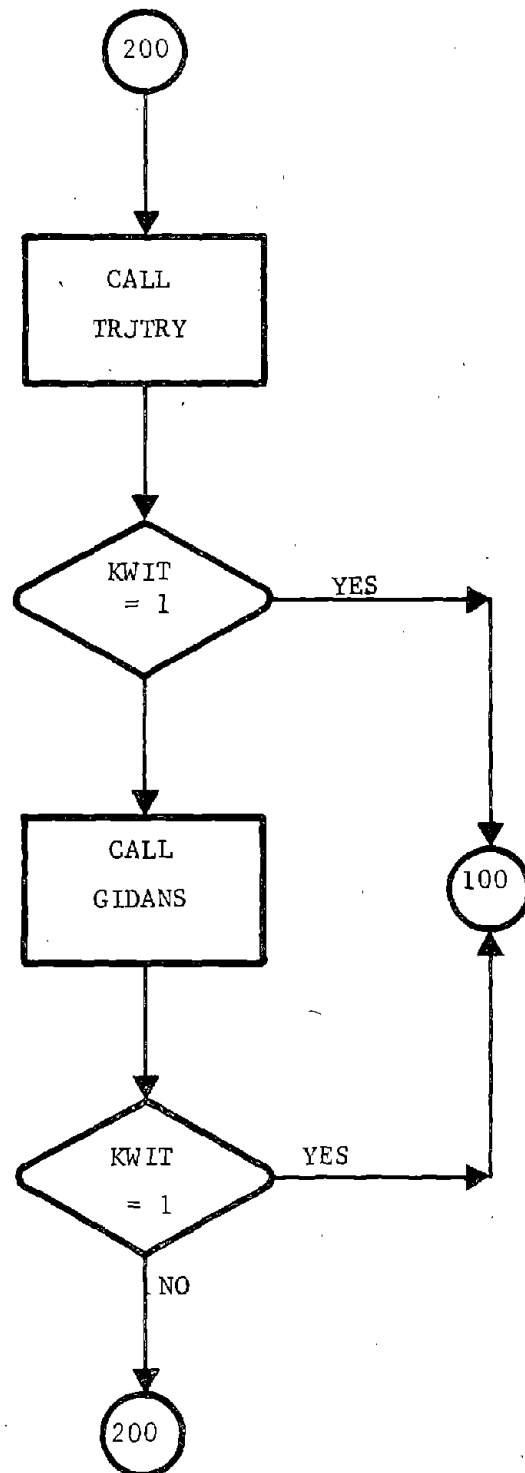 200
CALL
TRJTRY
KWIT
= 1
YES
CALL
GIDANS
100
KWIT
= 1
YES
NO
200